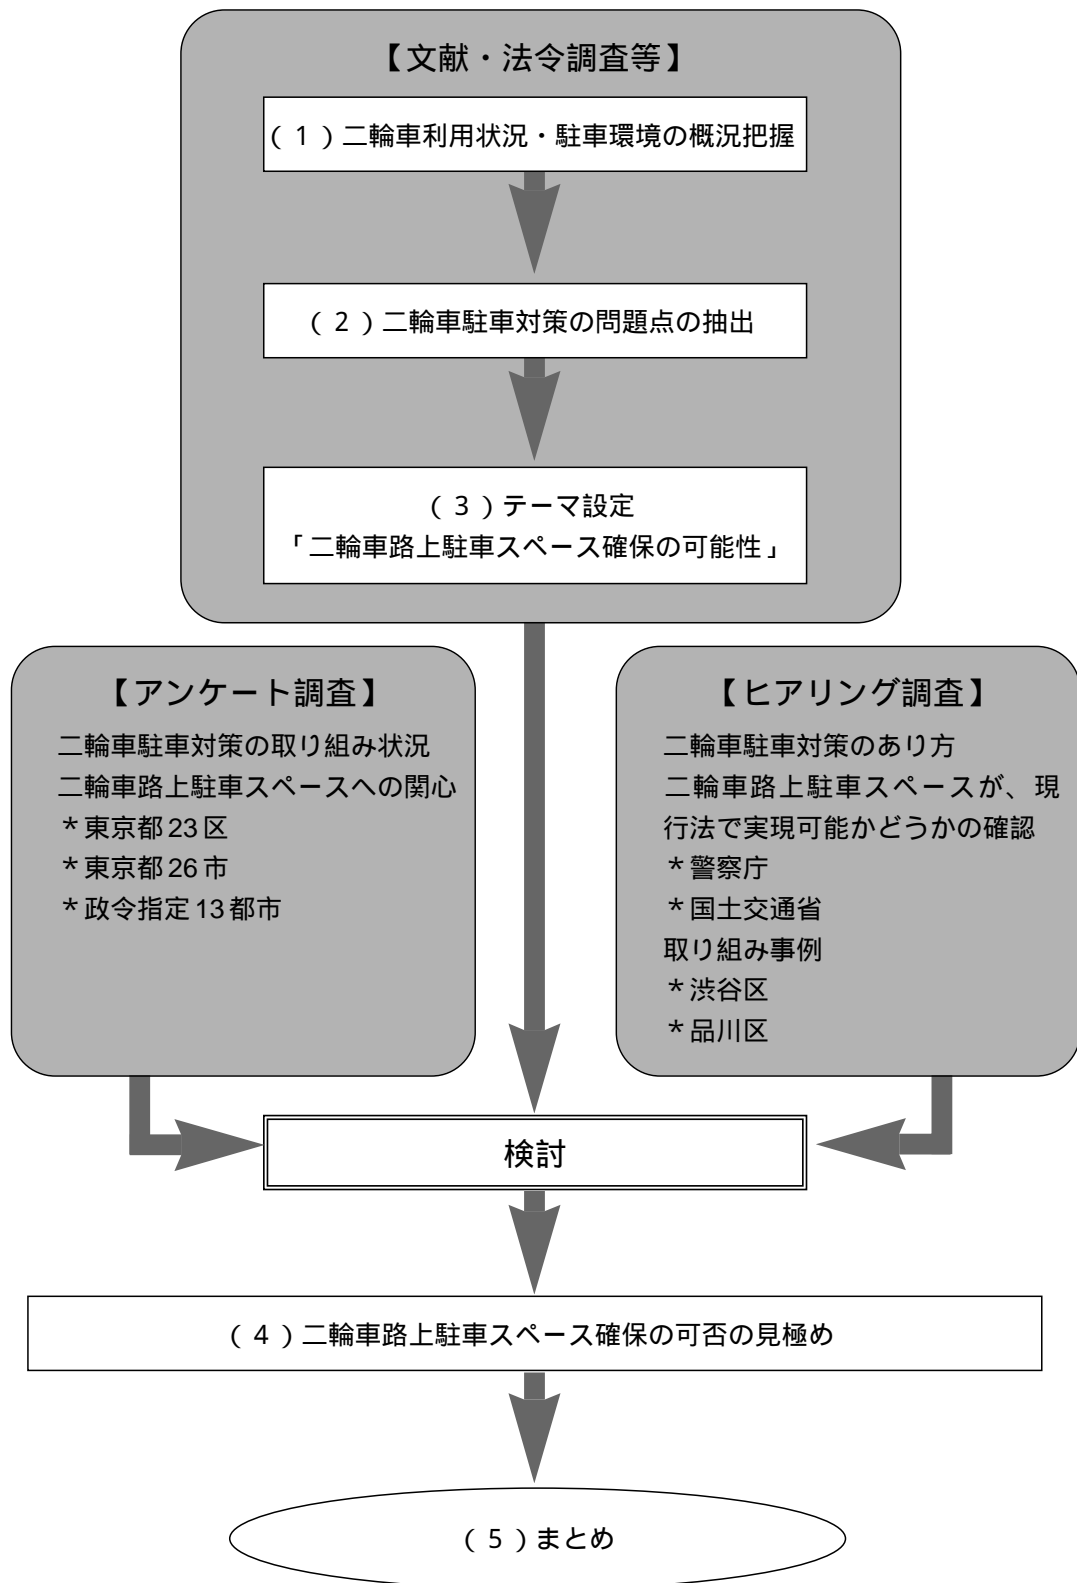 【文献・法令調査等】
(1)二輪車利用状況・駐車環境の概況把握
(2)二輪車駐車対策の問題点の抽出
(3)テーマ設定
「二輪車路上駐車スペース確保の可能性」
【アンケート調査】
二輪車駐車対策の取り組み状況
二輪車路上駐車スペースへの関心
*東京都23区
*東京都26市
*政令指定13都市
【ヒアリング調査】
二輪車駐車対策のあり方
二輪車路上駐車スペースが、現
行法で実現可能かどうかの確認
*警察庁
*国土交通省
取り組み事例
*渋谷区
*品川区
検討
(4)二輪車路上駐車スペース確保の可否の見極め
(5)まとめ